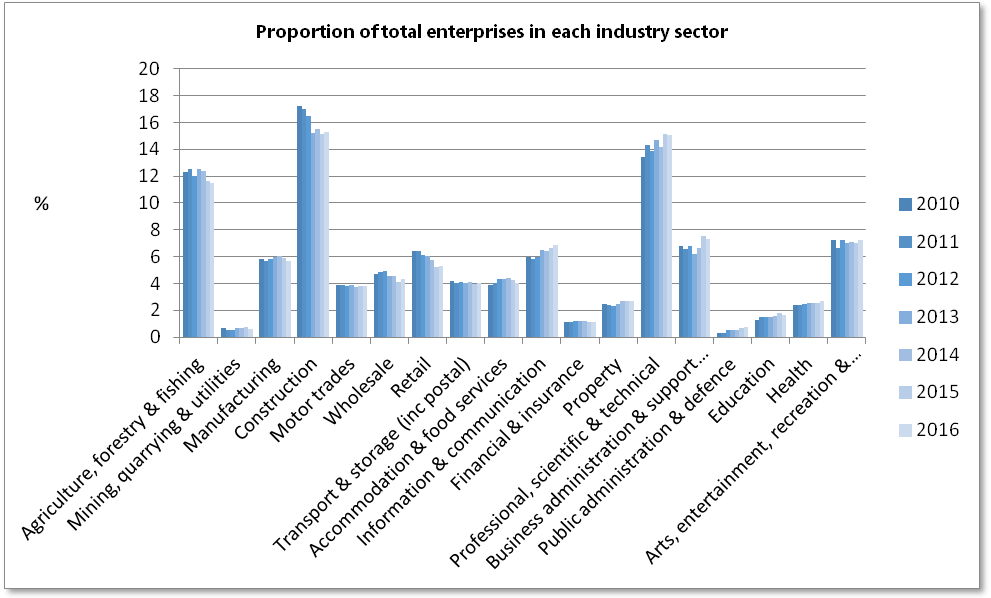 Proportion of total enterprises in each industry sector
20
18
16
14
12
10
8
6
4
2
0
%
Agriculture, forestry & fishing
Mining, quarrying & utilities
Manufacturing
Construction
Motor trades
Wholesale
Retail
Transport & storage (inc postal)
Accommodation & food services
Information & communication
Financial & insurance
Property
Professional, scientific & technical
Business administration & support...
Public administration & defence
Education
Health
Arts, entertainment, recreation &...
2010
2011
2012
2013
2014
2015
2016